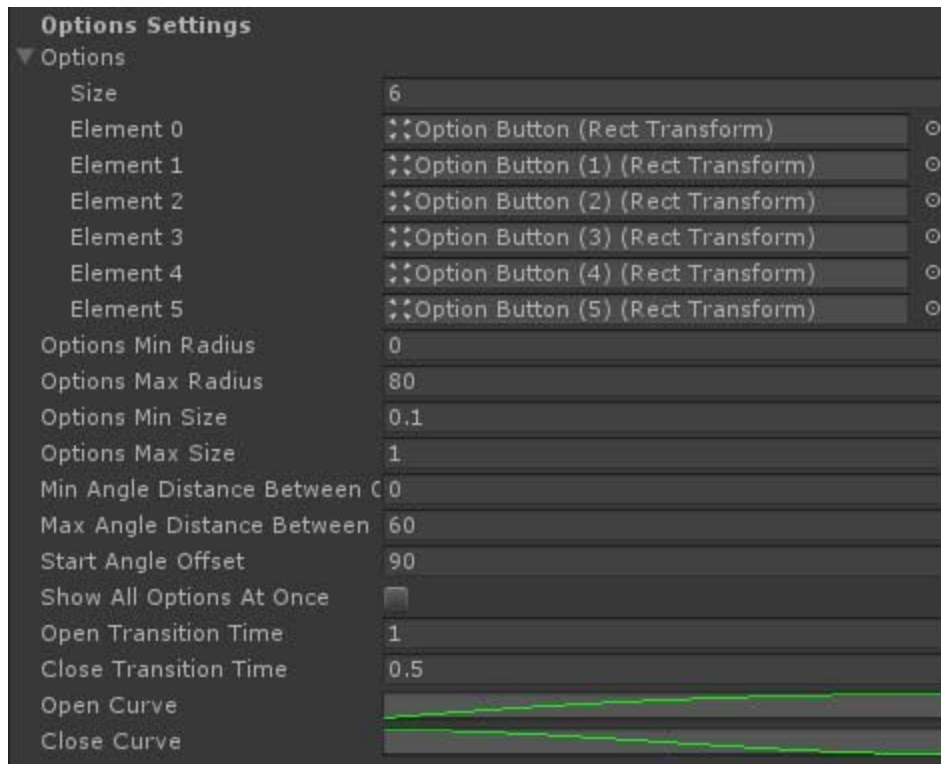 Options Settings
Options
Size 6
Element 0 Option Button (Rect Transform)
Element 1 Option Button (1) (Rect Transform)
Element 2 Option Button (2) (Rect Transform)
Element 3 Option Button (3) (Rect Transform)
Element 4 Option Button (4) (Rect Transform)
Element 5 Option Button (5) (Rect Transform)
Options Min Radius 0
Options Max Radius 80
Options Min Size 0.1
Options Max Size 1
Min Angle Distance Between 0
Max Angle Distance Between 60
Start Angle Offset 90
Show All Options At Once
Open Transition Time 1
Close Transition Time 0.5
Open Curve
Close Curve